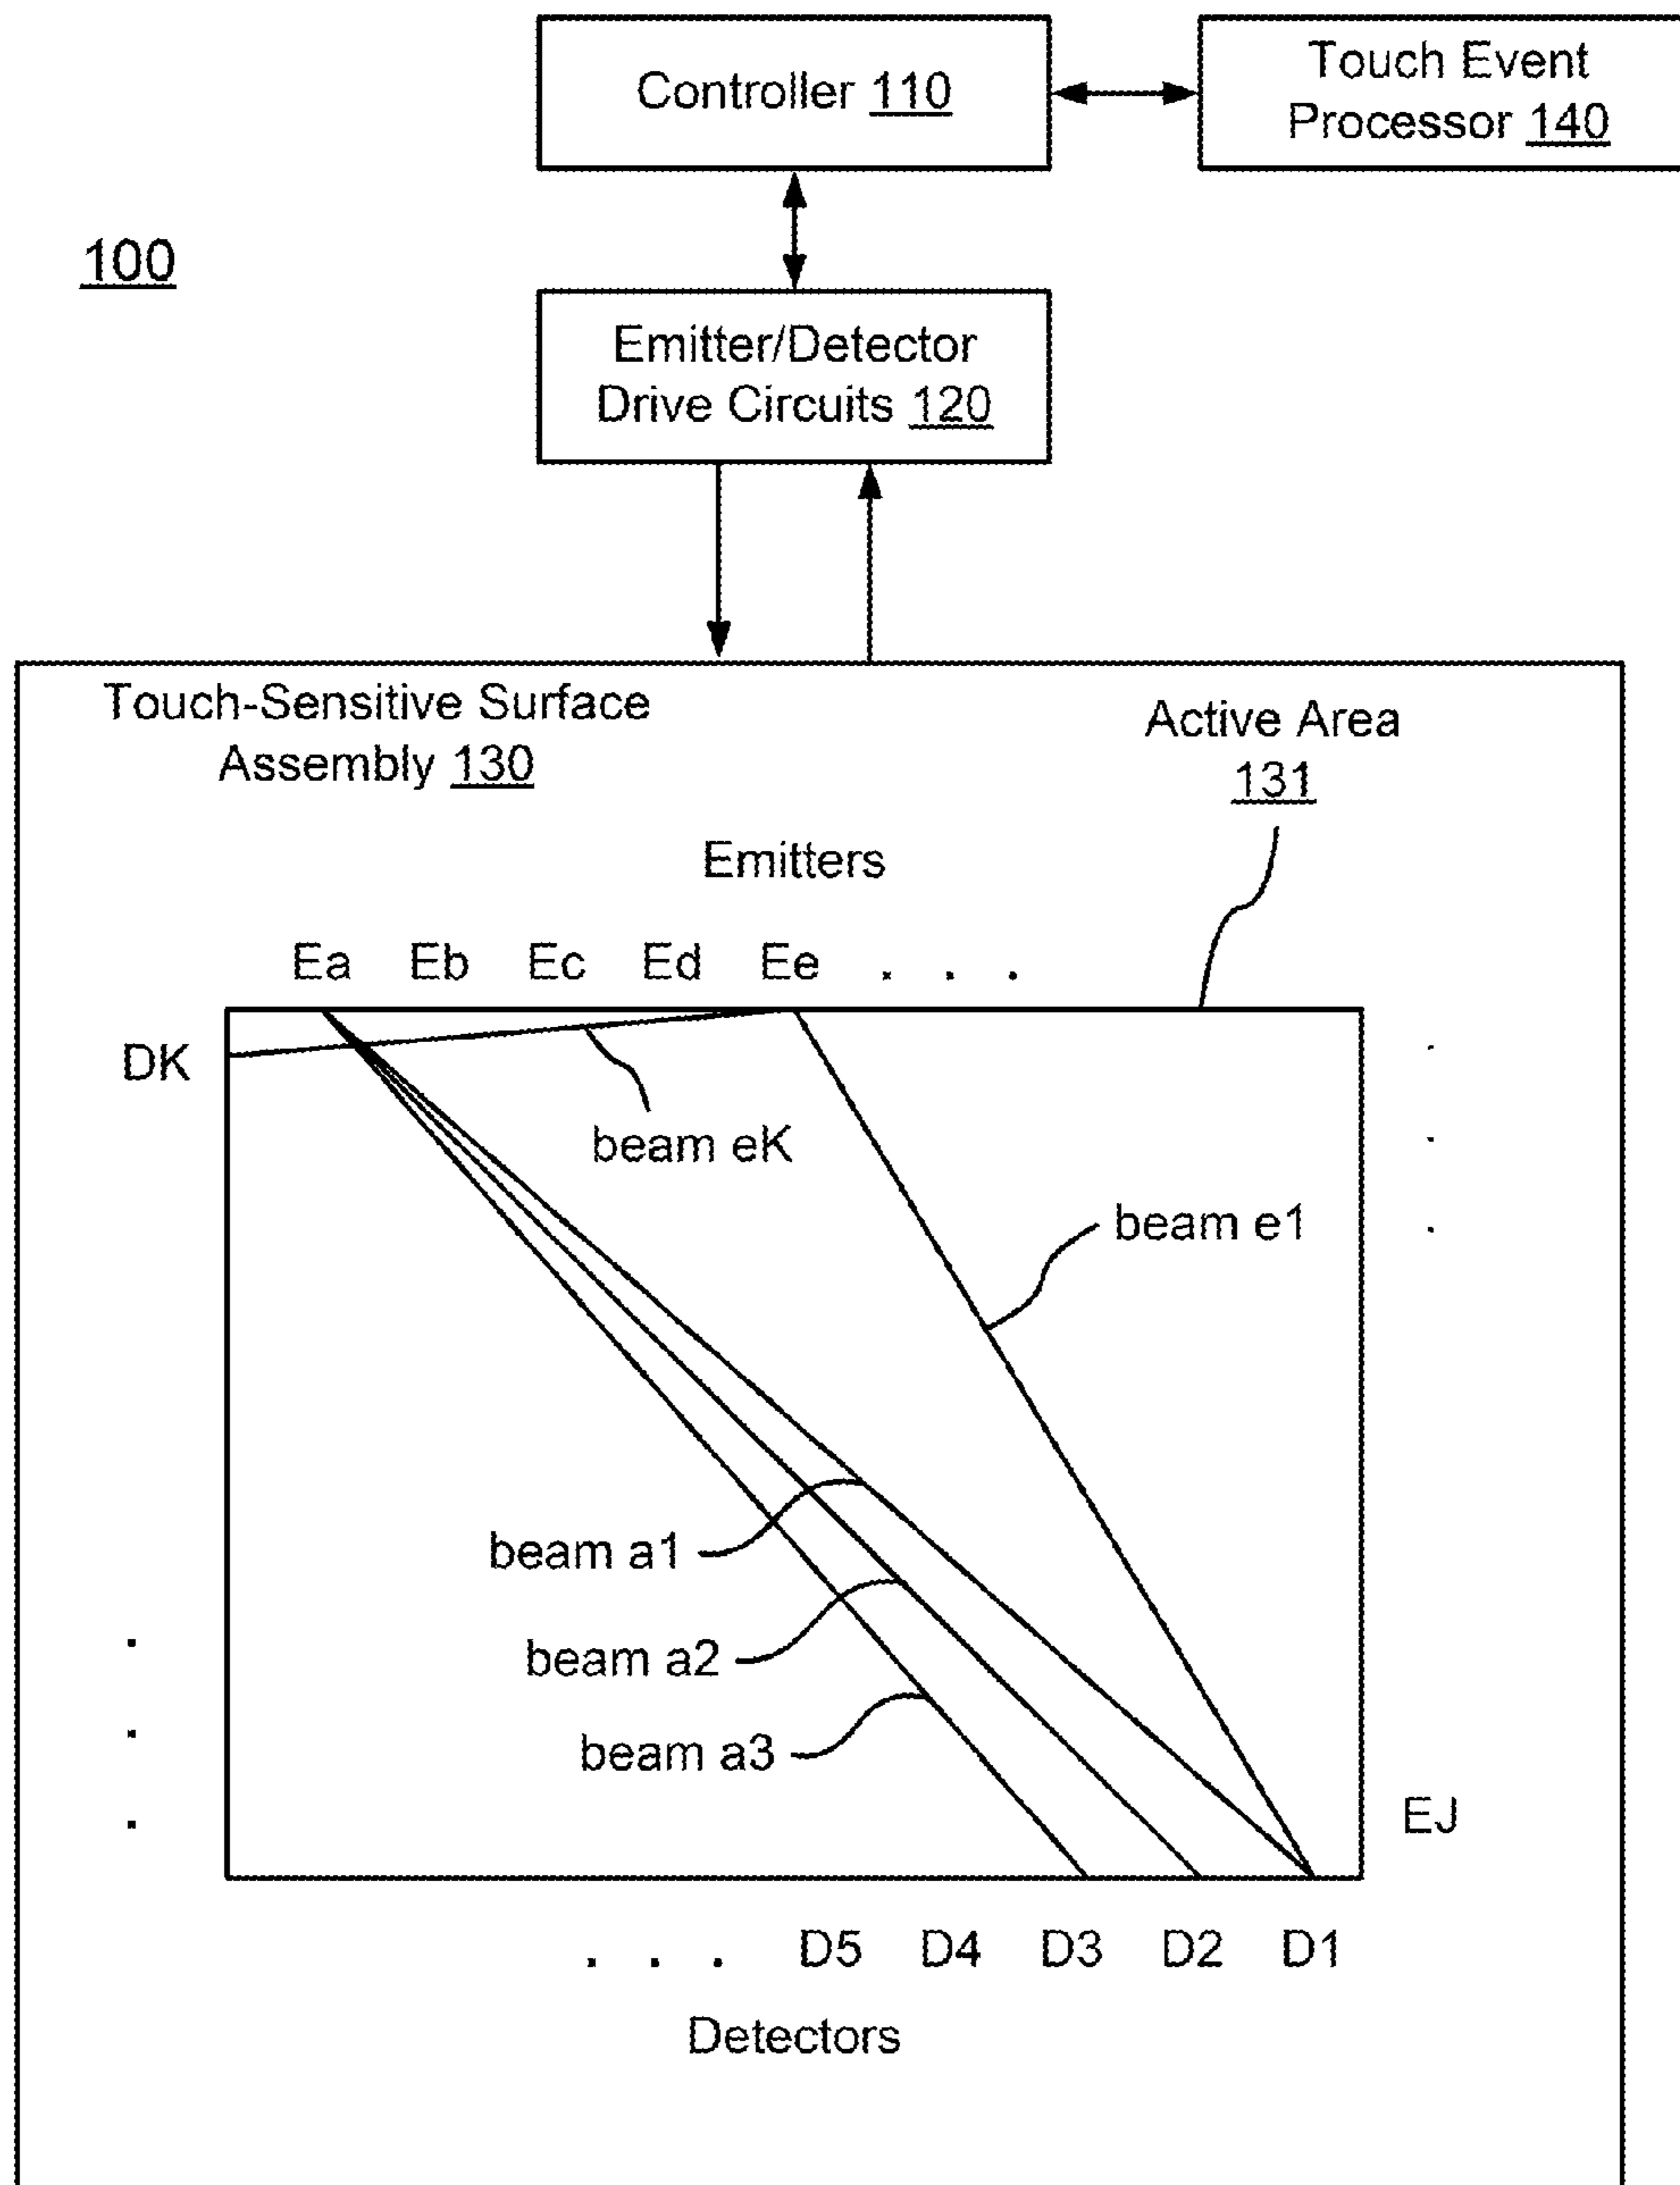 Controller 110
Touch Event
Processor 140
100
Emitter/Detector
Drive Circuits 120
Touch-Sensitive Surface
Assembly 130
Active Area
131
Emitters
Ea Eb Ec Ed Ee . . .
DK
beam eK
beam e1
beam a1
beam a2
beam a3
EJ
. . . D5 D4 D3 D2 D1
Detectors